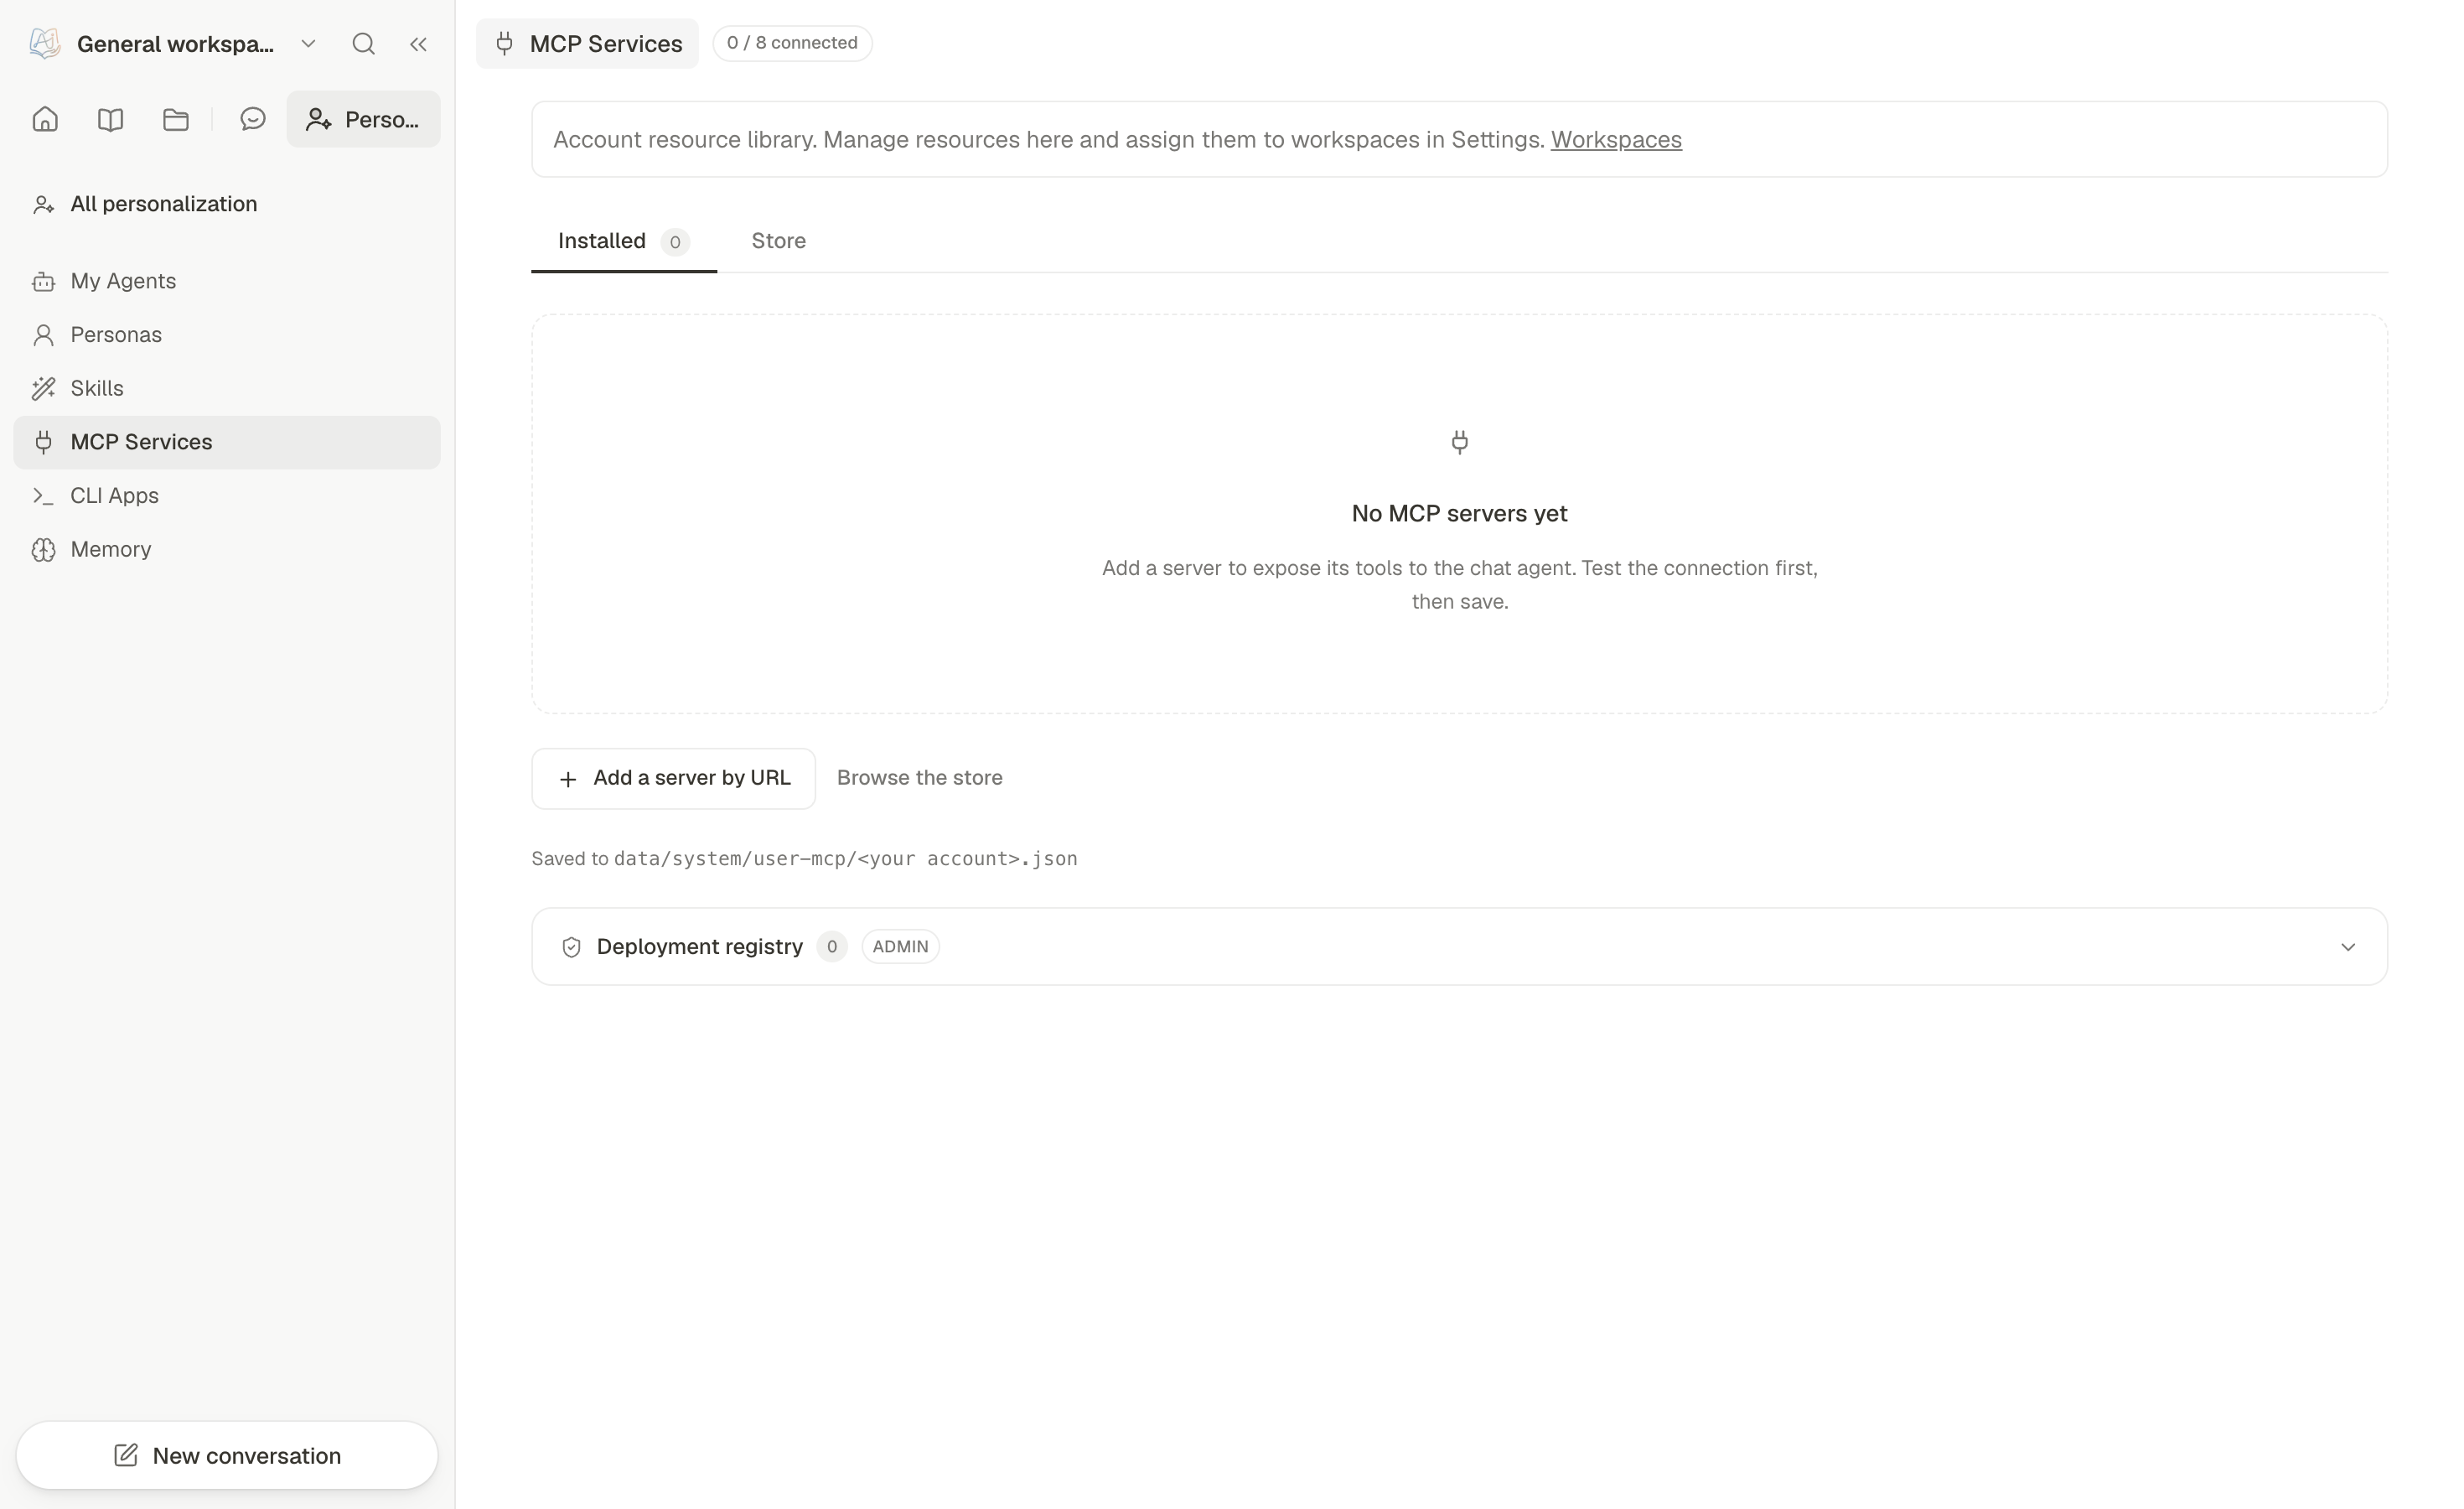 General workspa...
Perso...
All personalization
My Agents
Personas
Skills
MCP Services
CLI Apps
Memory
New conversation
MCP Services
0 / 8 connected
Account resource library. Manage resources here and assign them to workspaces in Settings. Workspaces
Installed 0
Store
No MCP servers yet
Add a server to expose its tools to the chat agent. Test the connection first,
then save.
Add a server by URL
Browse the store
Saved to data/system/user-mcp/<your account>.json
Deployment registry 0 ADMIN